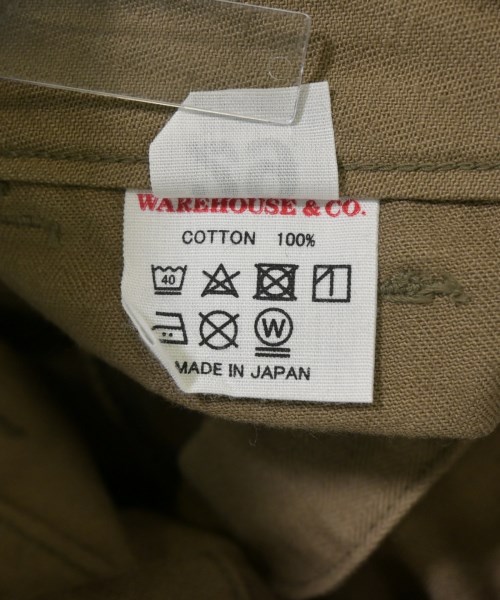 WAREHOUSE & CO.
COTTON 100%
40
W
MADE IN JAPAN